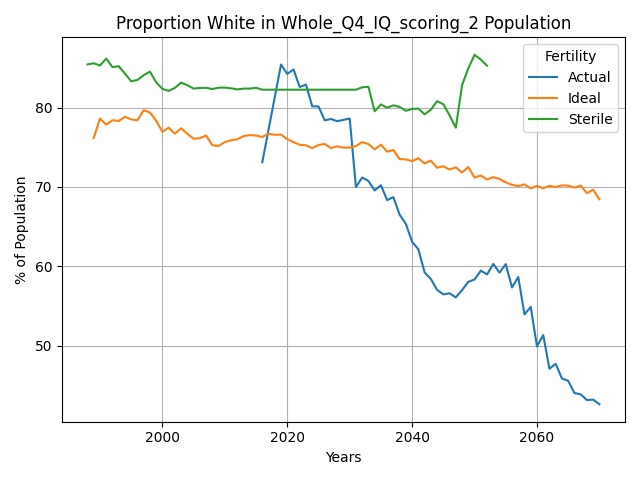 Proportion White in Whole_Q4_IQ_scoring_2 Population
Fertility
Actual
Ideal
Sterile
% of Population
80
70
60
50
2000
2020
2040
2060
Years